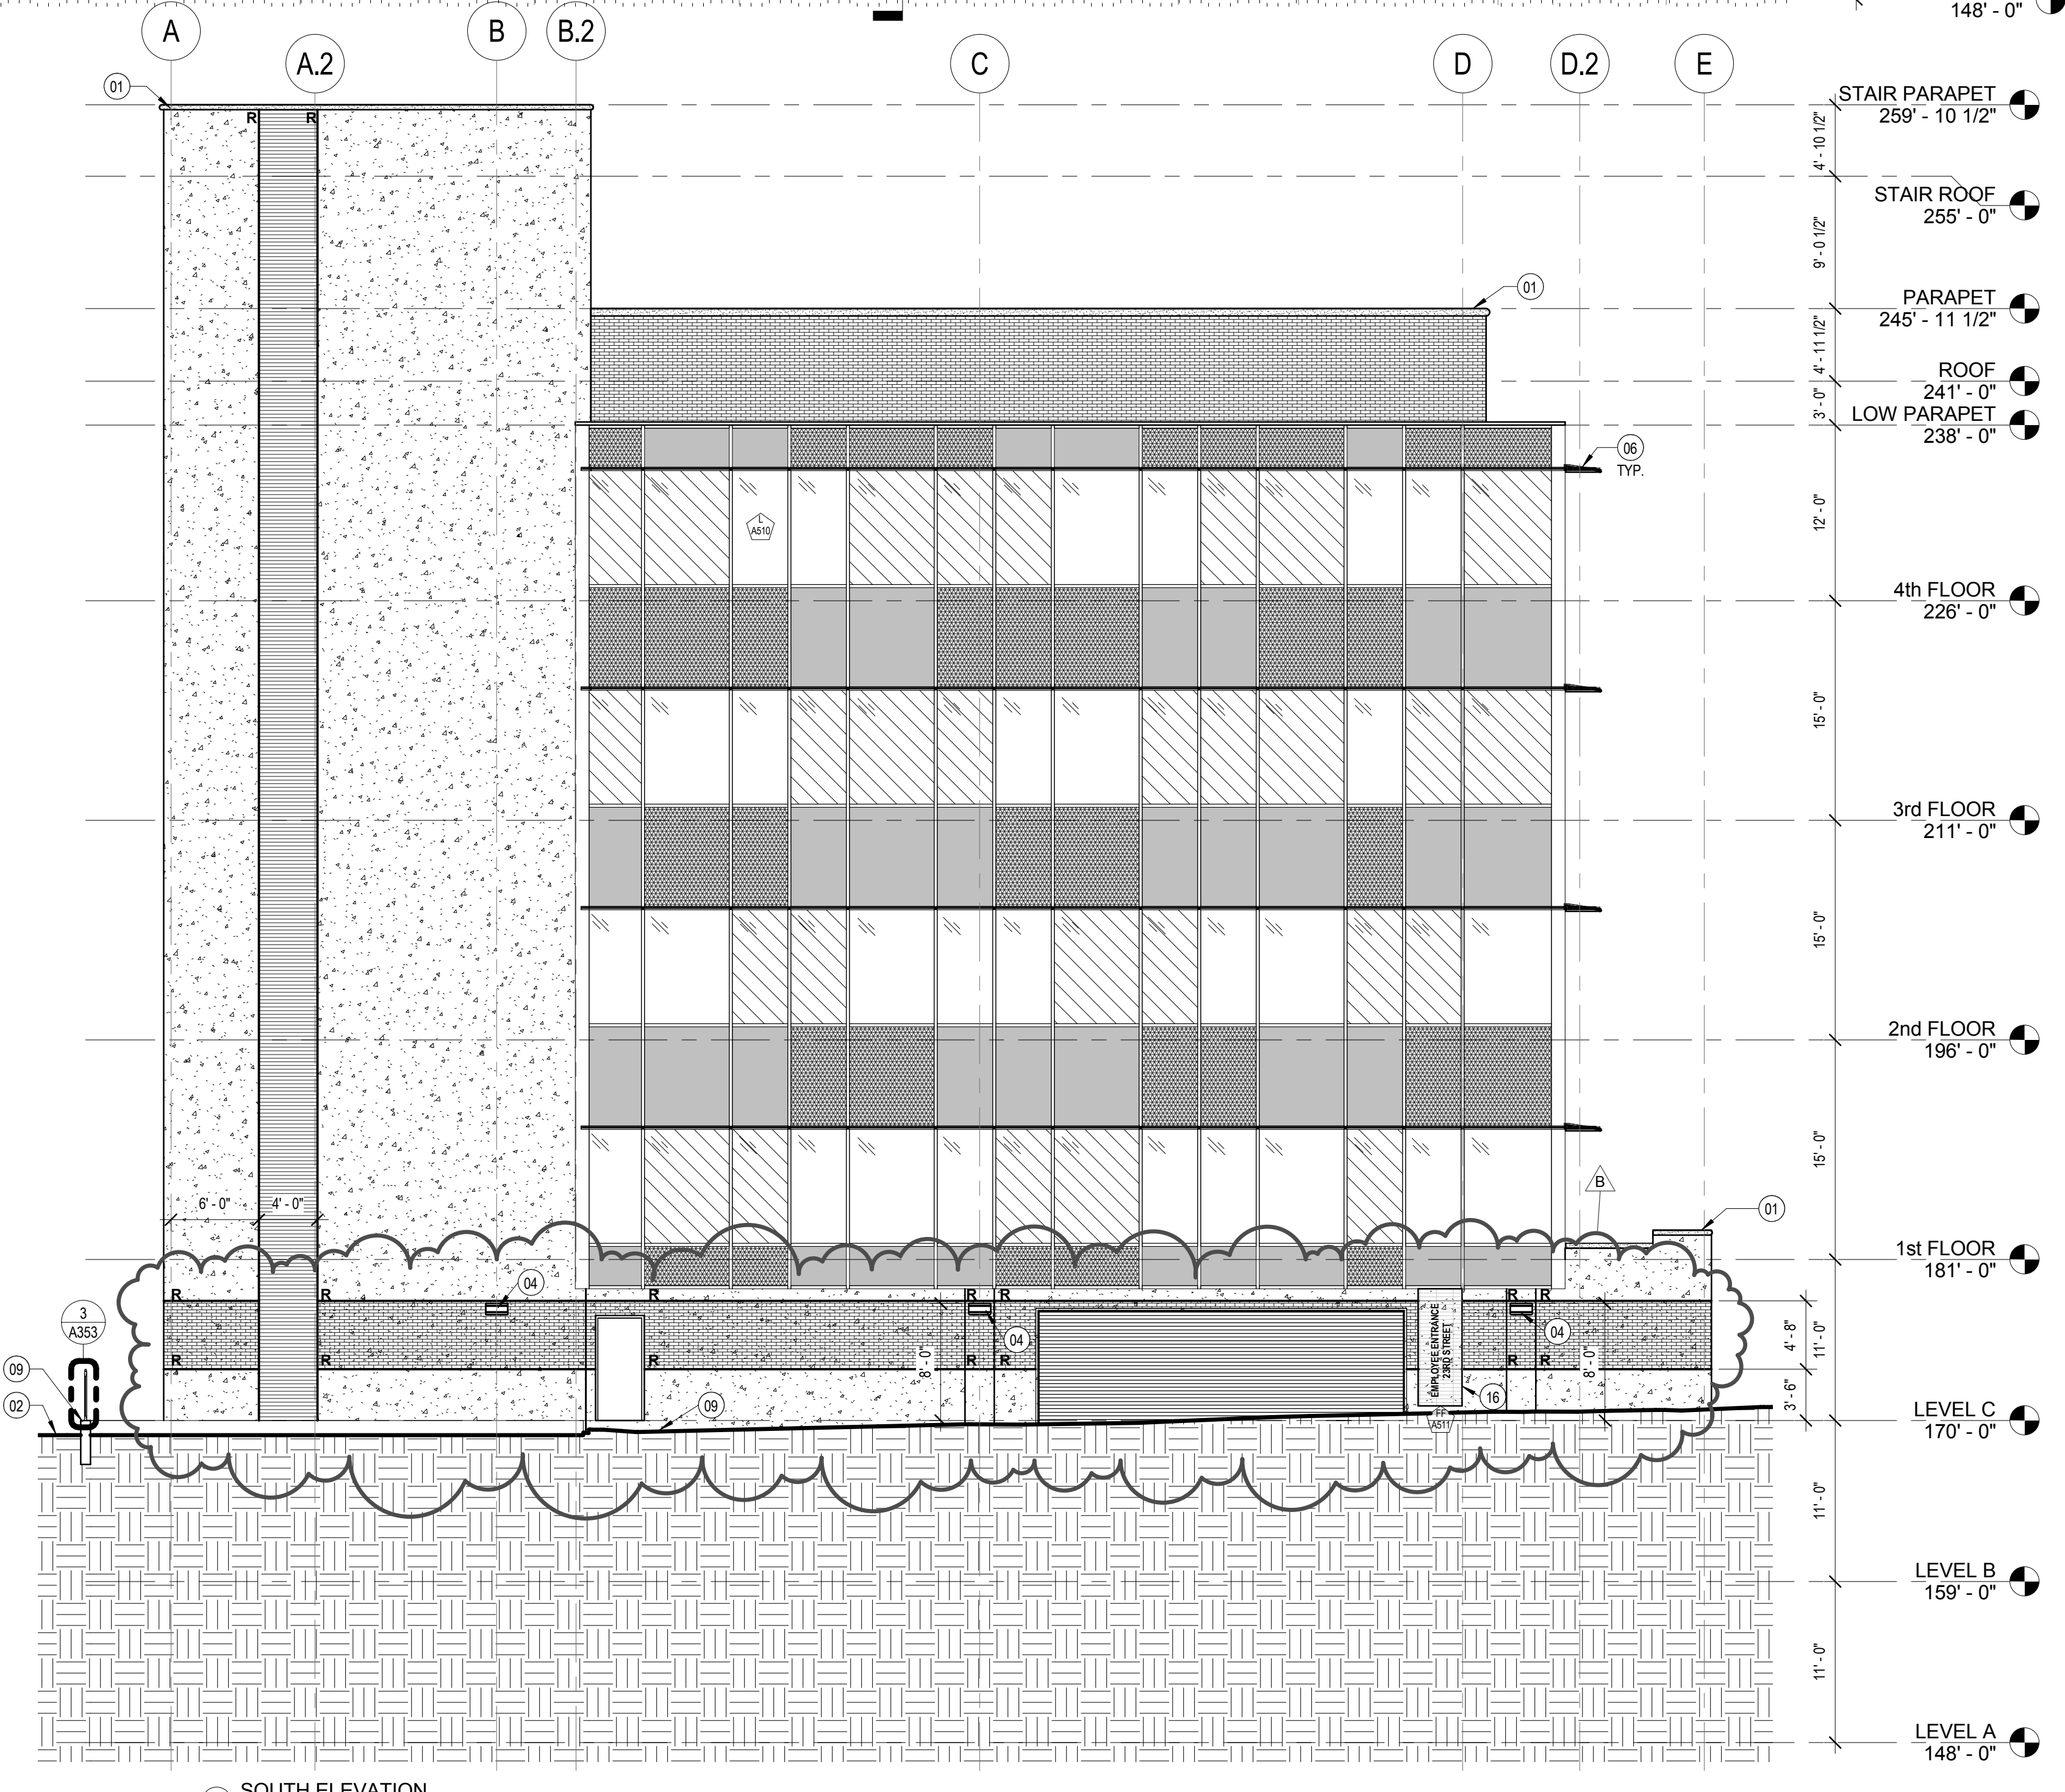 148' - 0"
A
A.2
B
B.2
C
D
D.2
E
01
R
R
STAIR PARAPET
259' - 10 1/2"
4' - 10 1/2"
STAIR ROOF
255' - 0"
9' - 0 1/2"
01
PARAPET
245' - 11 1/2"
4' - 11 1/2"
ROOF
241' - 0"
3' - 0"
LOW PARAPET
238' - 0"
06
TYP.
L
A510
12' - 0"
4th FLOOR
226' - 0"
15' - 0"
3rd FLOOR
211' - 0"
15' - 0"
2nd FLOOR
196' - 0"
15' - 0"
B
6' - 0"
4' - 0"
01
1st FLOOR
181' - 0"
04
R
R
R
R
R
R
R
3
A353
04
04
EMPLOYEE ENTRANCE
23RD STREET
4' - 8"
11' - 0"
8' - 0"
8' - 0"
R
R
R
R
R
R
R
09
02
09
16
3' - 6"
FF
A511
LEVEL C
170' - 0"
11' - 0"
LEVEL B
159' - 0"
11' - 0"
LEVEL A
148' - 0"
SOUTH ELEVATION